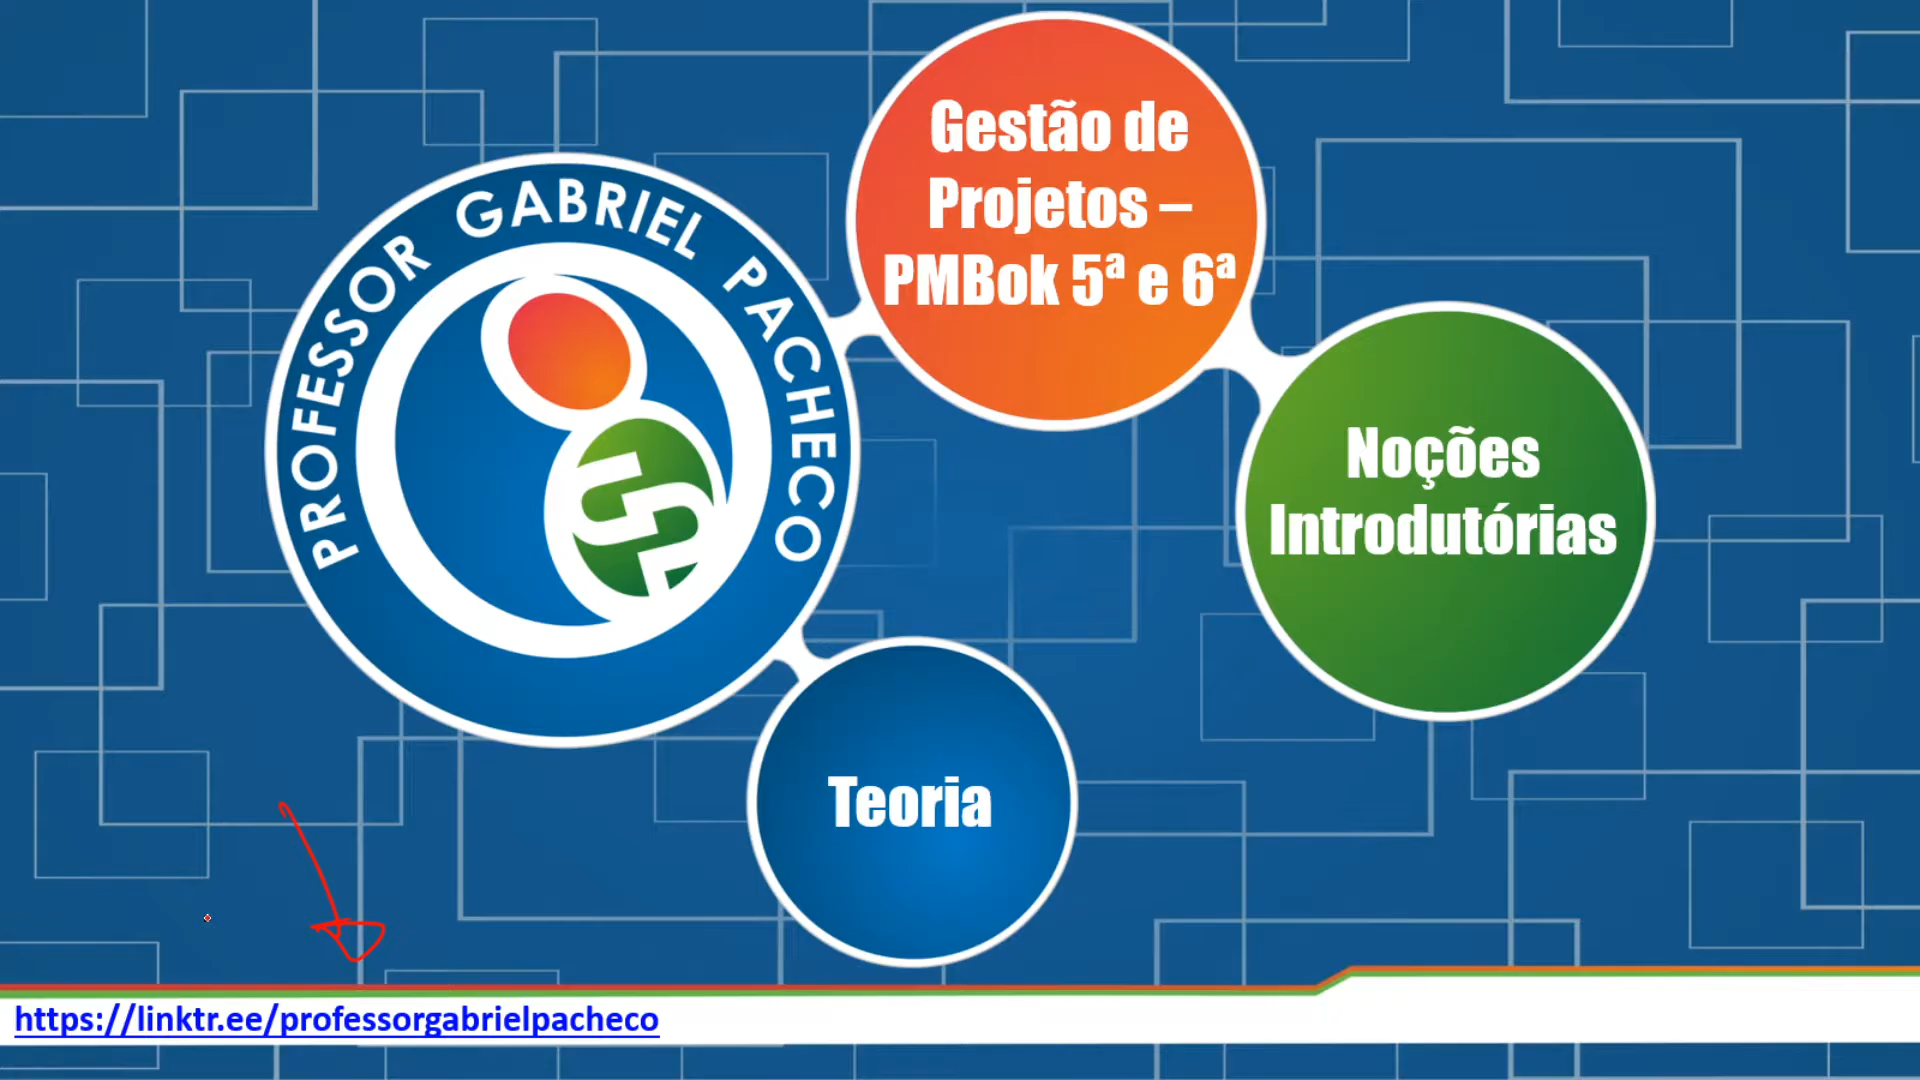 PROFESSOR GABRIEL PACHECO
Gestão de
Projetos –
PMBok 5ª e 6ª
Noções
Introdutórias
Teoria
https://linktr.ee/professorgabrielpacheco